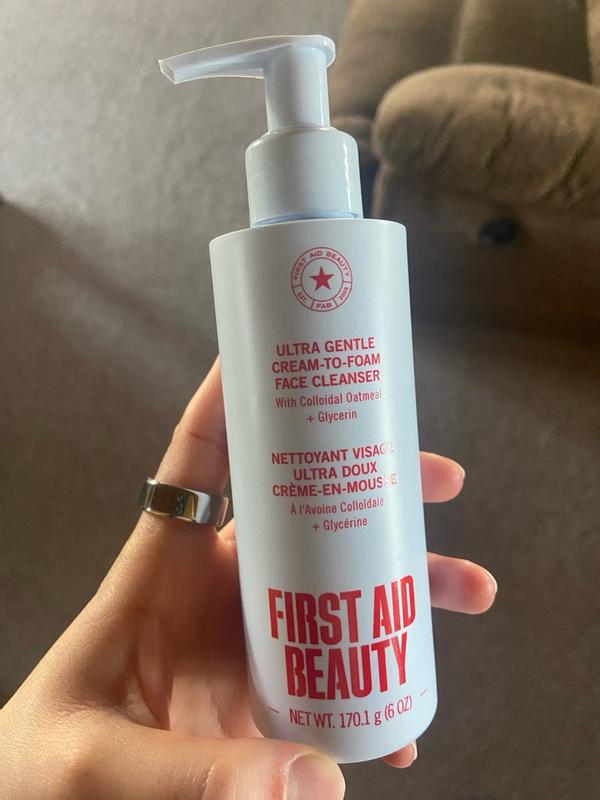 FIRST AID BEAUTY
EST. FAB 2009
ULTRA GENTLE
CREAM-TO-FOAM
FACE CLEANSER
With Colloidal Oatmeal
+ Glycerin
NETTOYANT VISAGE
ULTRA DOUX
CRÈME-EN-MOUSSE
À l'Avoine Colloïdale
+ Glycérine
FIRST AID
BEAUTY
NET WT. 170.1 g (6 OZ)